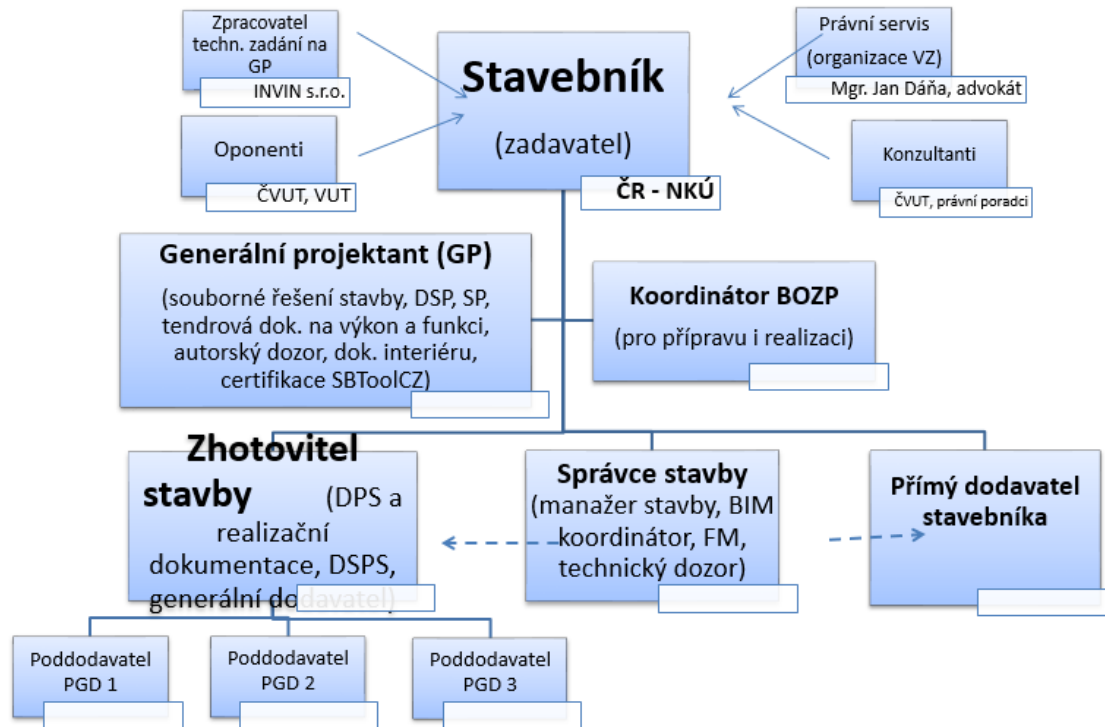 Zpracovatel
techn. zadání na
GP
INVIN s.r.o.
Oponenti
ČVUT, VUT
Stavebník
(zadavatel)
ČR - NKÚ
Právní servis
(organizace VZ)
Mgr. Jan Dáňa, advokát
Konzultanti
ČVUT, právní poradci
Generální projektant (GP)
(souborné řešení stavby, DSP, SP,
tendrová dok. na výkon a funkci,
autorský dozor, dok. interiéru,
certifikace SBToolCZ)
Koordinátor BOZP
(pro přípravu i realizaci)
Zhotovitel
stavby (DPS a
realizační
dokumentace, DSPS,
generální dodavatel)
Správce stavby
(manažer stavby, BIM
koordinátor, FM,
technický dozor)
Přímý dodavatel
stavebníka
Poddodavatel
PGD 1
Poddodavatel
PGD 2
Poddodavatel
PGD 3